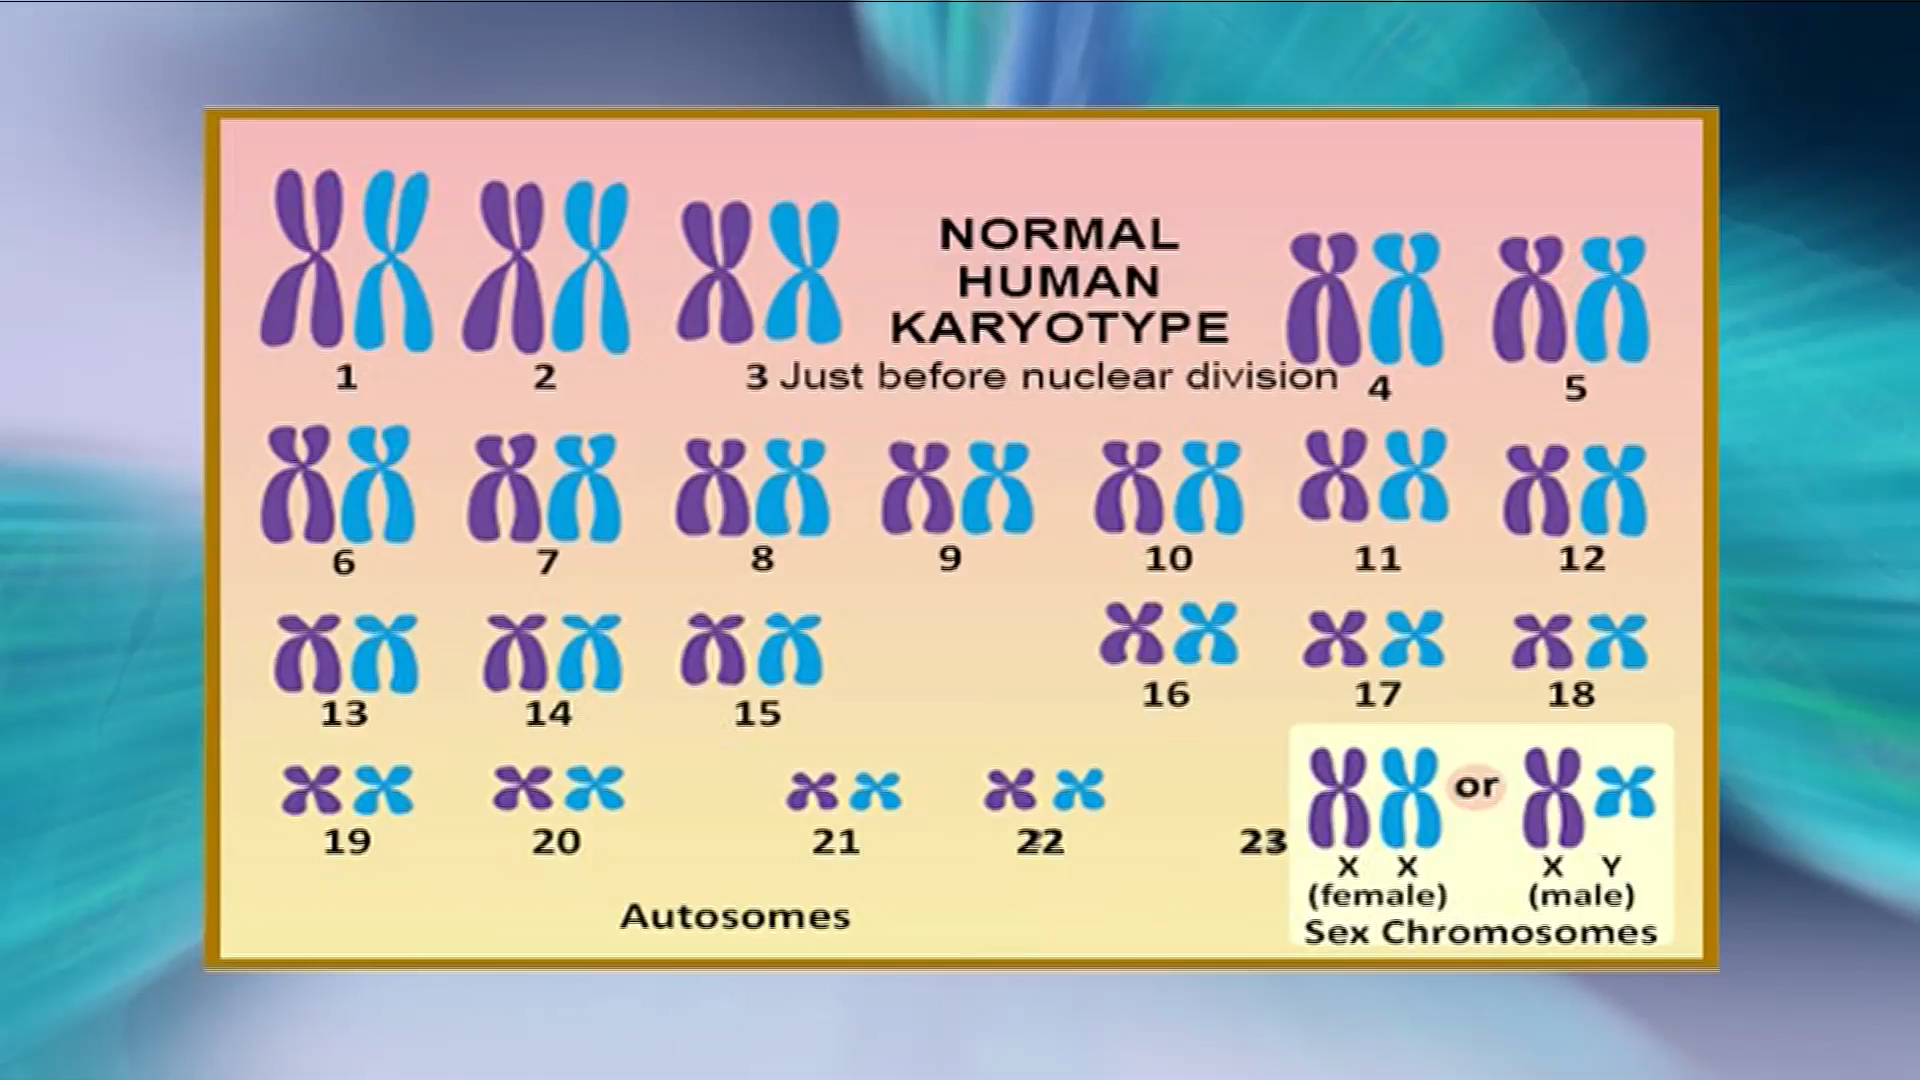 NORMAL
HUMAN
KARYOTYPE
1
2
3 Just before nuclear division
4
5
6
7
8
9
10
11
12
13
14
15
16
17
18
19
20
21
22
23
or
X X
(female)
X Y
(male)
Sex Chromosomes
Autosomes